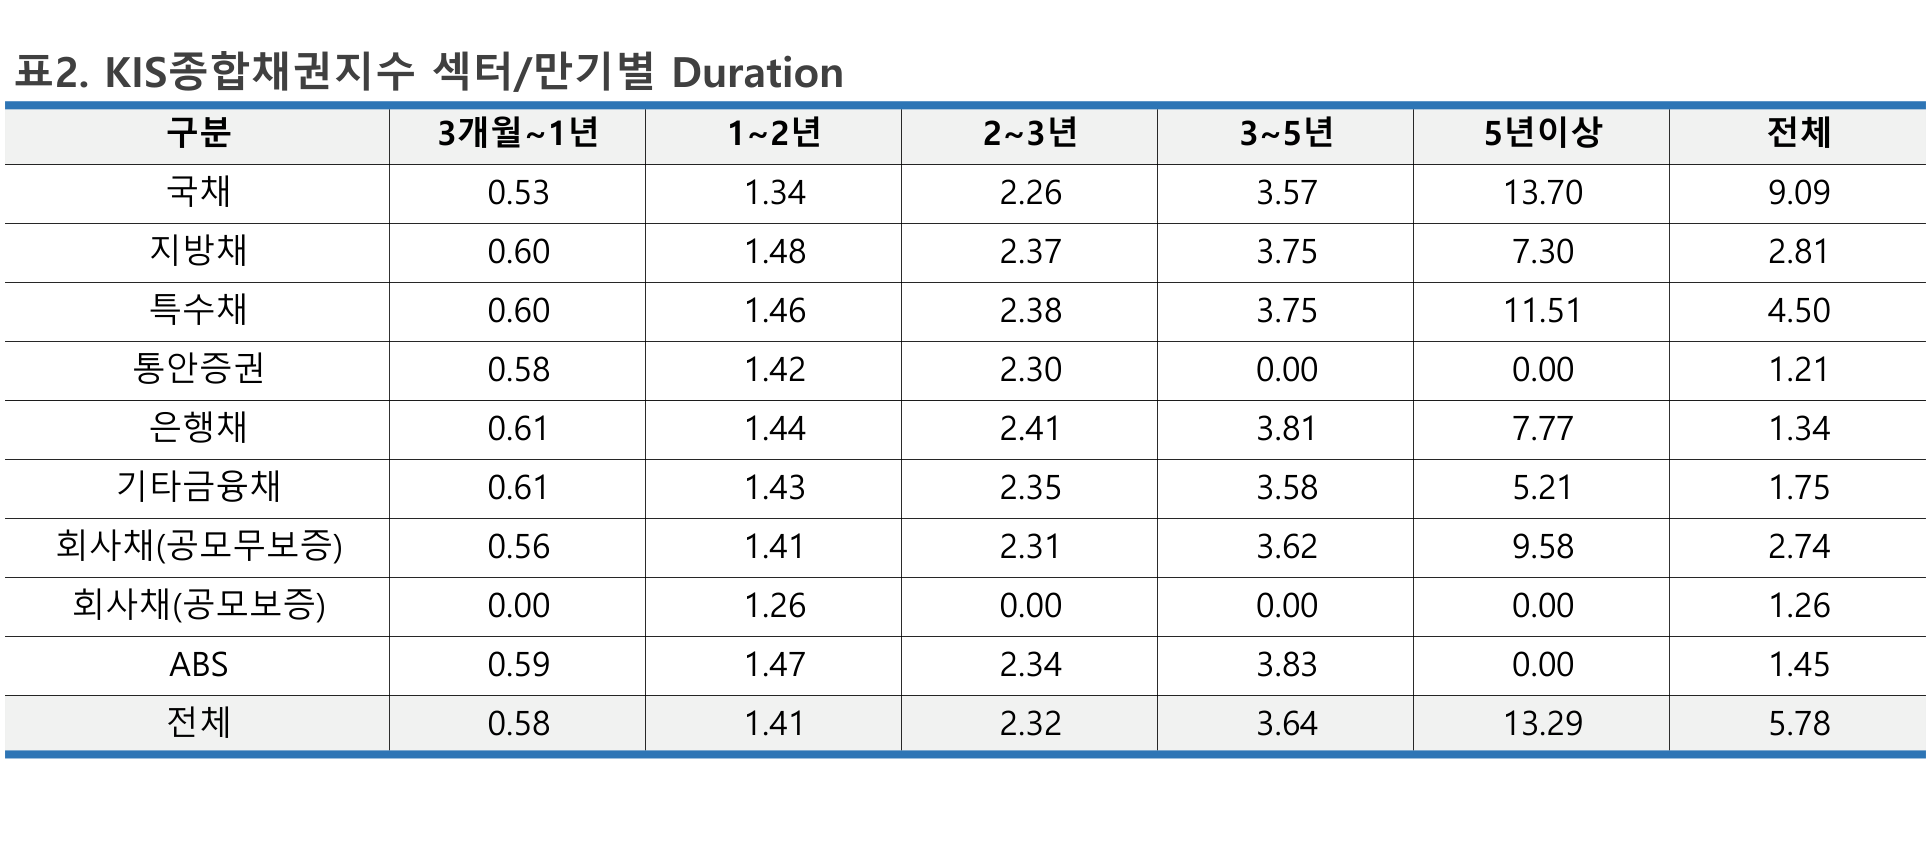 표2. KIS종합채권지수 섹터/만기별 Duration
구분 3개월~1년 1~2년 2~3년 3~5년 5년이상 전체
국채 0.53 1.34 2.26 3.57 13.70 9.09
지방채 0.60 1.48 2.37 3.75 7.30 2.81
특수채 0.60 1.46 2.38 3.75 11.51 4.50
통안증권 0.58 1.42 2.30 0.00 0.00 1.21
은행채 0.61 1.44 2.41 3.81 7.77 1.34
기타금융채 0.61 1.43 2.35 3.58 5.21 1.75
회사채(공모무보증) 0.56 1.41 2.31 3.62 9.58 2.74
회사채(공모보증) 0.00 1.26 0.00 0.00 0.00 1.26
ABS 0.59 1.47 2.34 3.83 0.00 1.45
전체 0.58 1.41 2.32 3.64 13.29 5.78